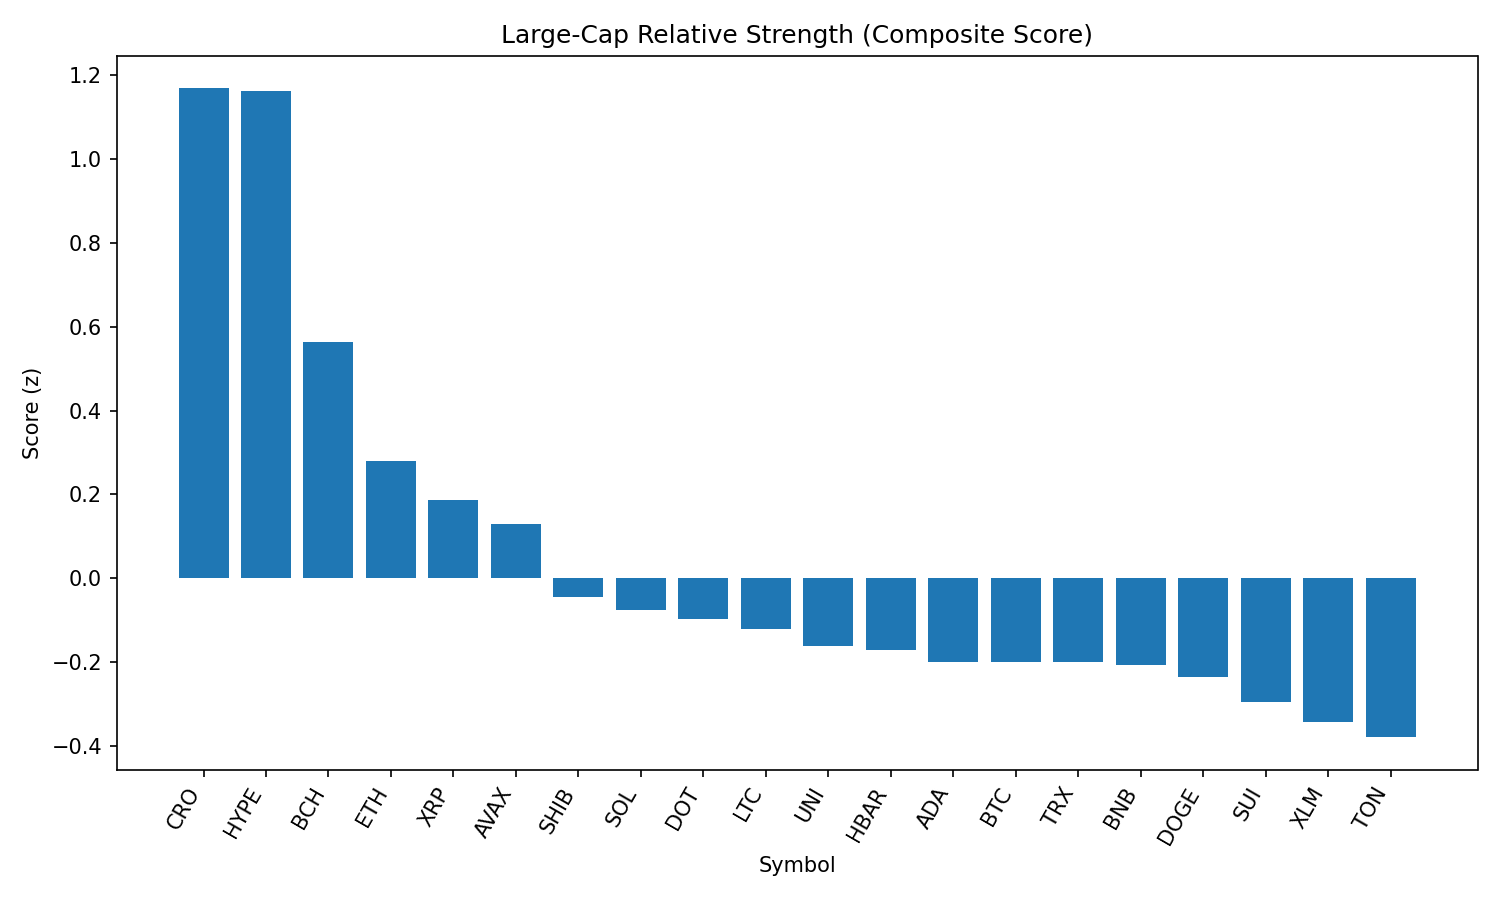 Large-Cap Relative Strength (Composite Score)
1.2
1.0
0.8
0.6
0.4
0.2
0.0
−0.2
−0.4
Score (z)
CRO
HYPE
BCH
ETH
XRP
AVAX
SHIB
SOL
DOT
LTC
UNI
HBAR
ADA
BTC
TRX
BNB
DOGE
SUI
XLM
TON
Symbol